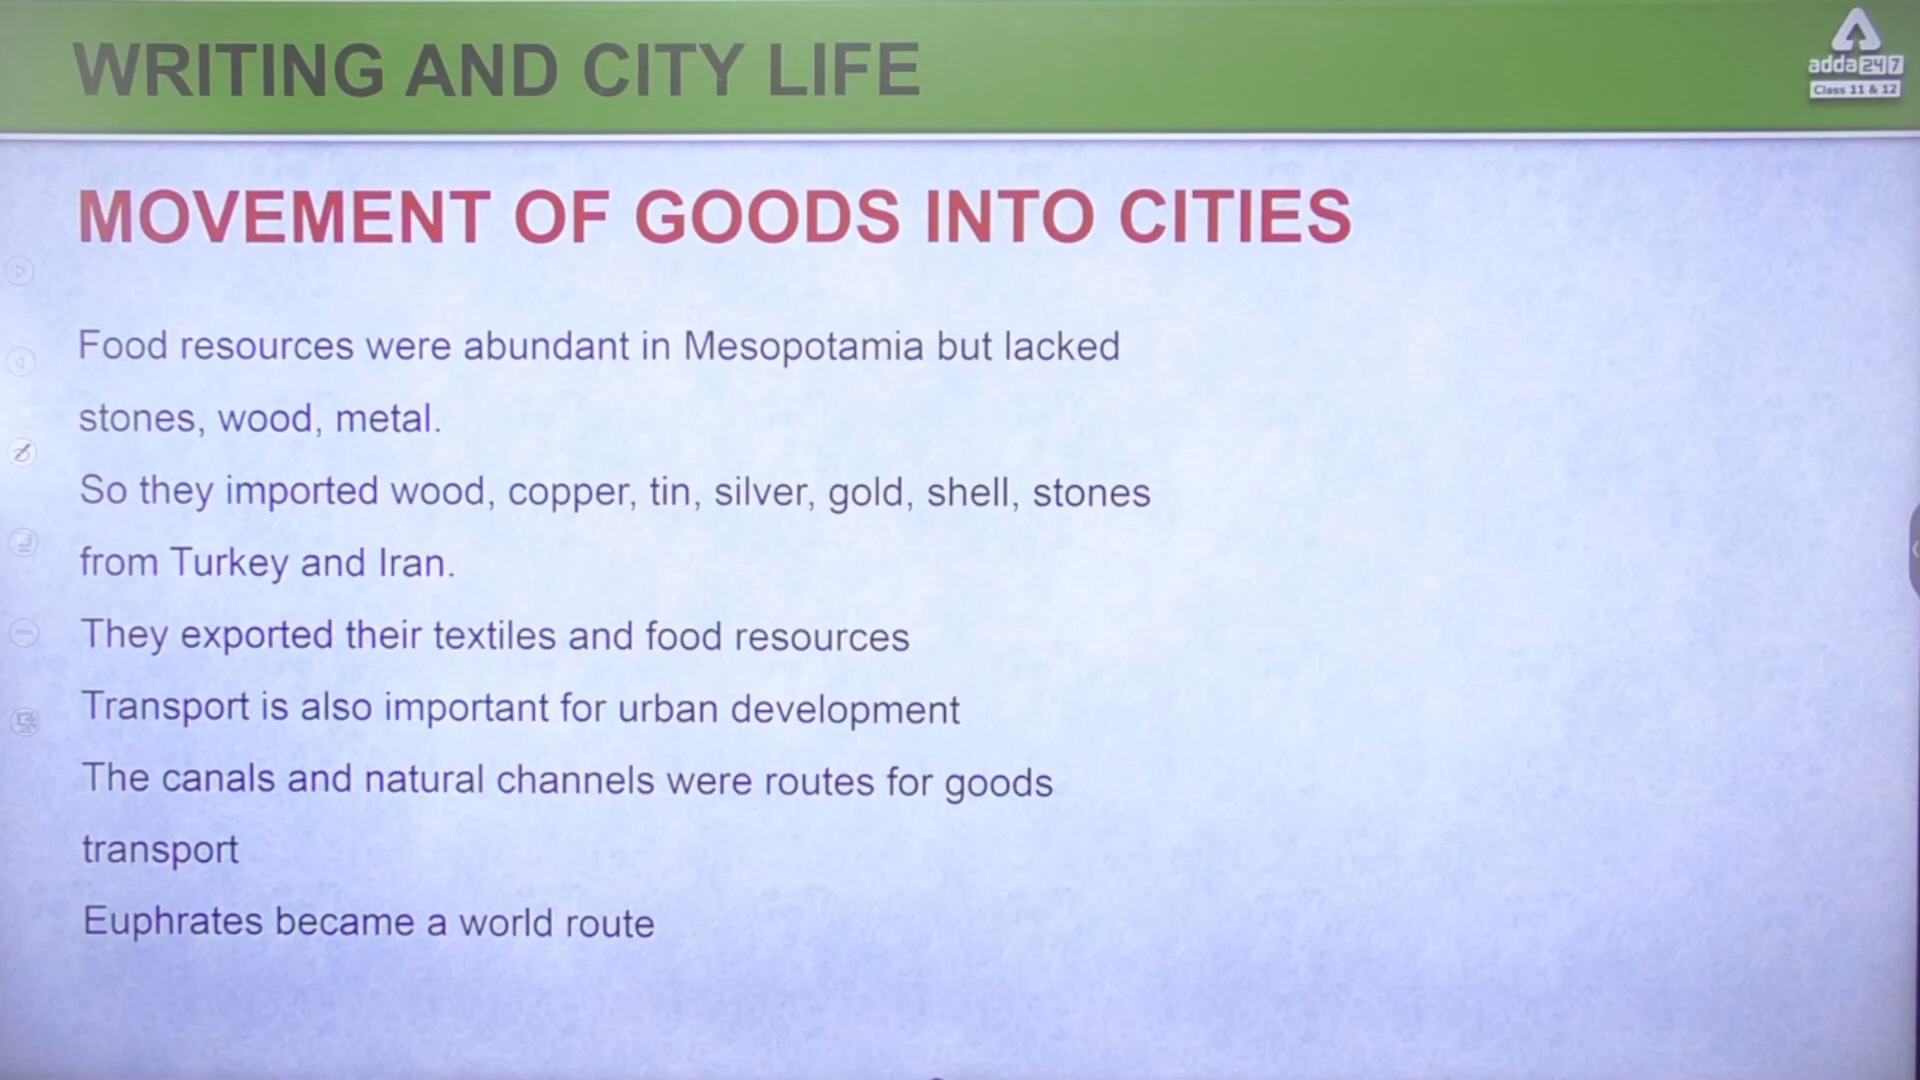 WRITING AND CITY LIFE
adda247
Class 11 & 12
MOVEMENT OF GOODS INTO CITIES
Food resources were abundant in Mesopotamia but lacked
stones, wood, metal.
So they imported wood, copper, tin, silver, gold, shell, stones
from Turkey and Iran.
They exported their textiles and food resources
Transport is also important for urban development
The canals and natural channels were routes for goods
transport
Euphrates became a world route